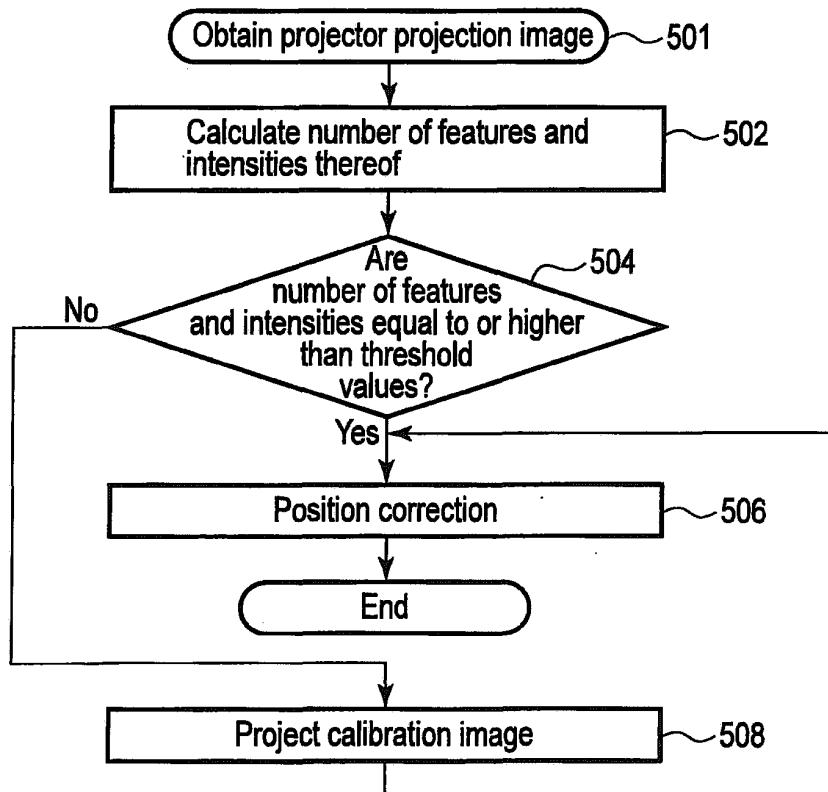 Obtain projector projection image 501
Calculate number of features and 502
intensities thereof
Are 504
number of features
and intensities equal to or higher
than threshold
values?
No
Yes
Position correction 506
End
Project calibration image 508